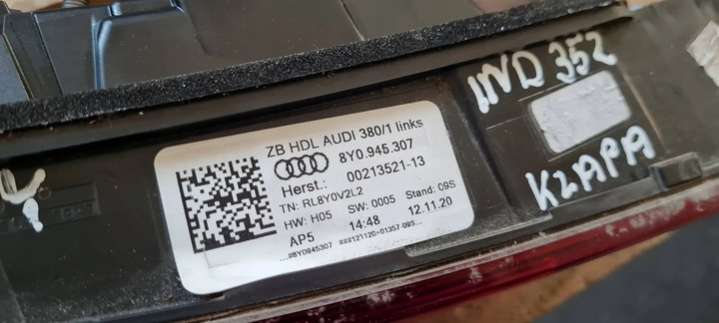 ZB HDL AUDI 380/1 links
8Y0.945.307
Herst.: 00213521-13
TN: RL8Y0V2L2
HW: H05 SW: 0005 Stand: 09S
AP5 14:48 12.11.20
IND 352
KLAPA